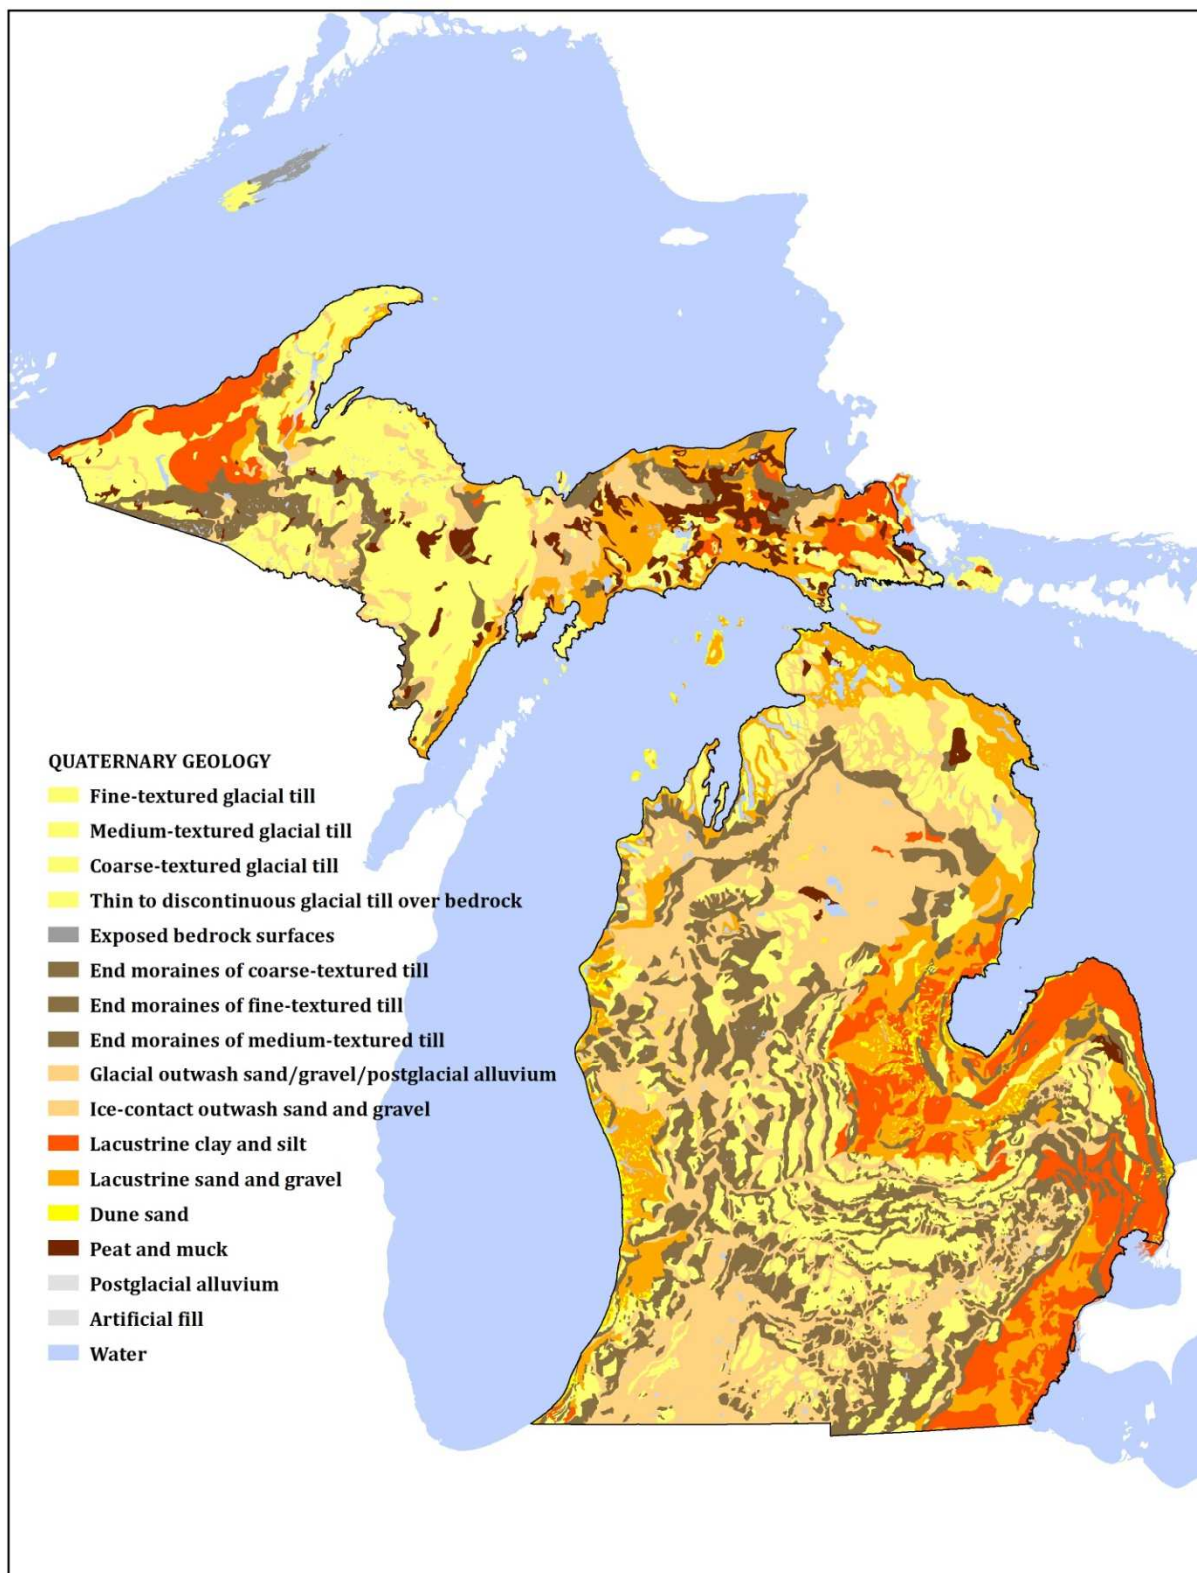 QUATERNARY GEOLOGY
Fine-textured glacial till
Medium-textured glacial till
Coarse-textured glacial till
Thin to discontinuous glacial till over bedrock
Exposed bedrock surfaces
End moraines of coarse-textured till
End moraines of fine-textured till
End moraines of medium-textured till
Glacial outwash sand/gravel/postglacial alluvium
Ice-contact outwash sand and gravel
Lacustrine clay and silt
Lacustrine sand and gravel
Dune sand
Peat and muck
Postglacial alluvium
Artificial fill
Water